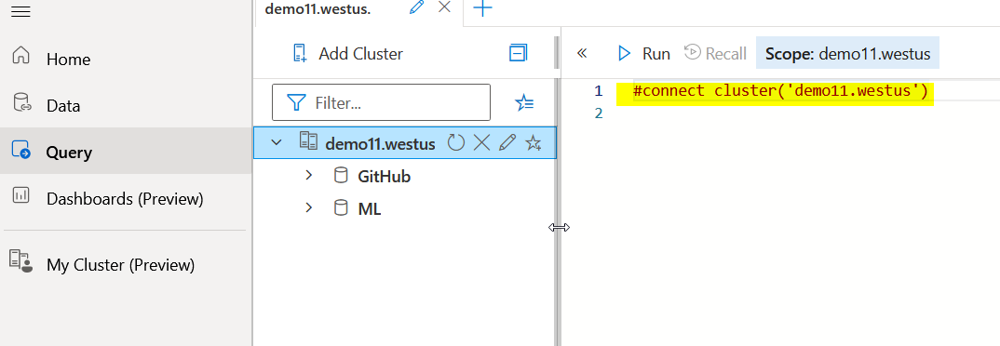 demo11.westus.
Home
Data
Query
Dashboards (Preview)
My Cluster (Preview)
Add Cluster
Filter...
demo11.westus
GitHub
ML
Run Recall Scope: demo11.westus
1 #connect cluster('demo11.westus')
2